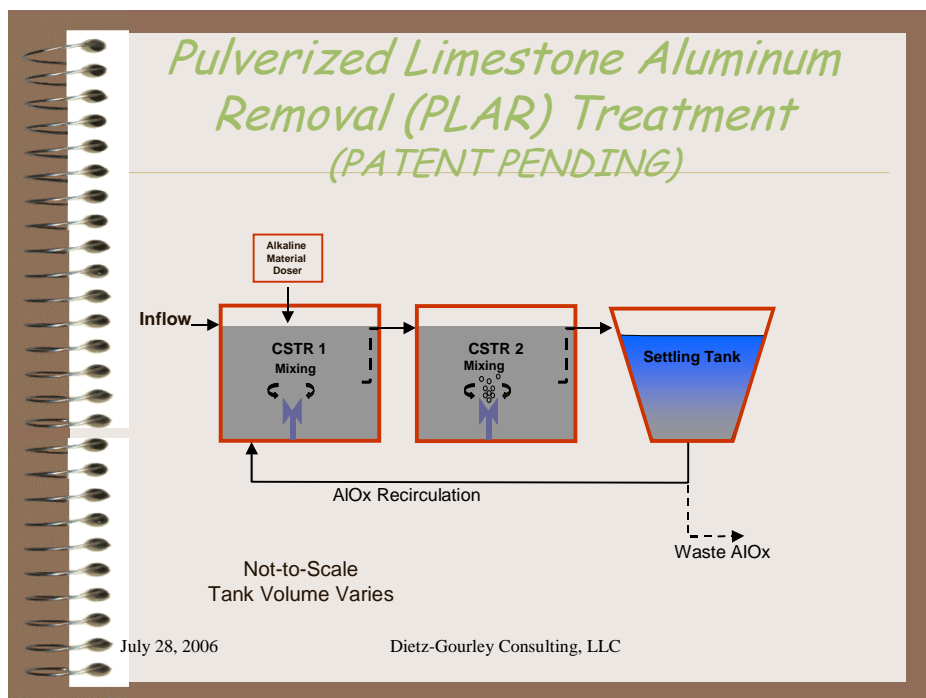 Pulverized Limestone Aluminum
Removal (PLAR) Treatment
(PATENT PENDING)
Alkaline
Material
Doser
Inflow
CSTR 1
Mixing
CSTR 2
Mixing
Settling Tank
AlOx Recirculation
Waste AlOx
Not-to-Scale
Tank Volume Varies
July 28, 2006
Dietz-Gourley Consulting, LLC